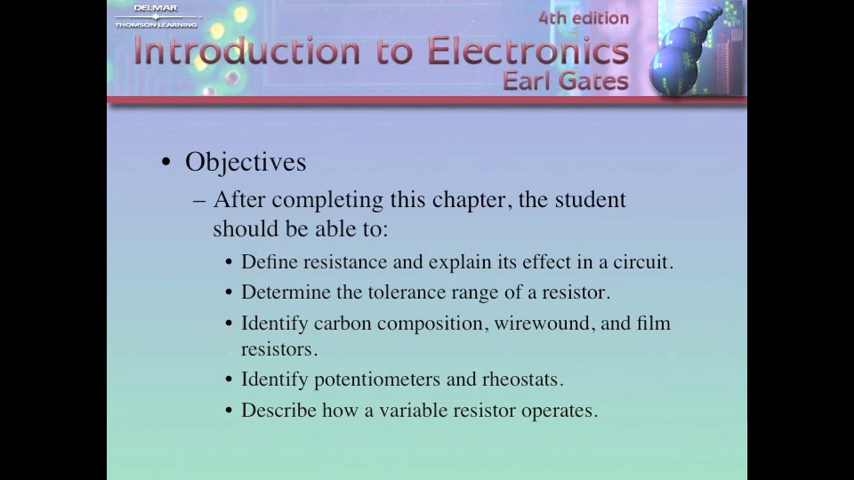 DELMAR
THOMSON LEARNING
4th edition
Introduction to Electronics
Earl Gates
• Objectives
– After completing this chapter, the student
should be able to:
• Define resistance and explain its effect in a circuit.
• Determine the tolerance range of a resistor.
• Identify carbon composition, wirewound, and film
resistors.
• Identify potentiometers and rheostats.
• Describe how a variable resistor operates.